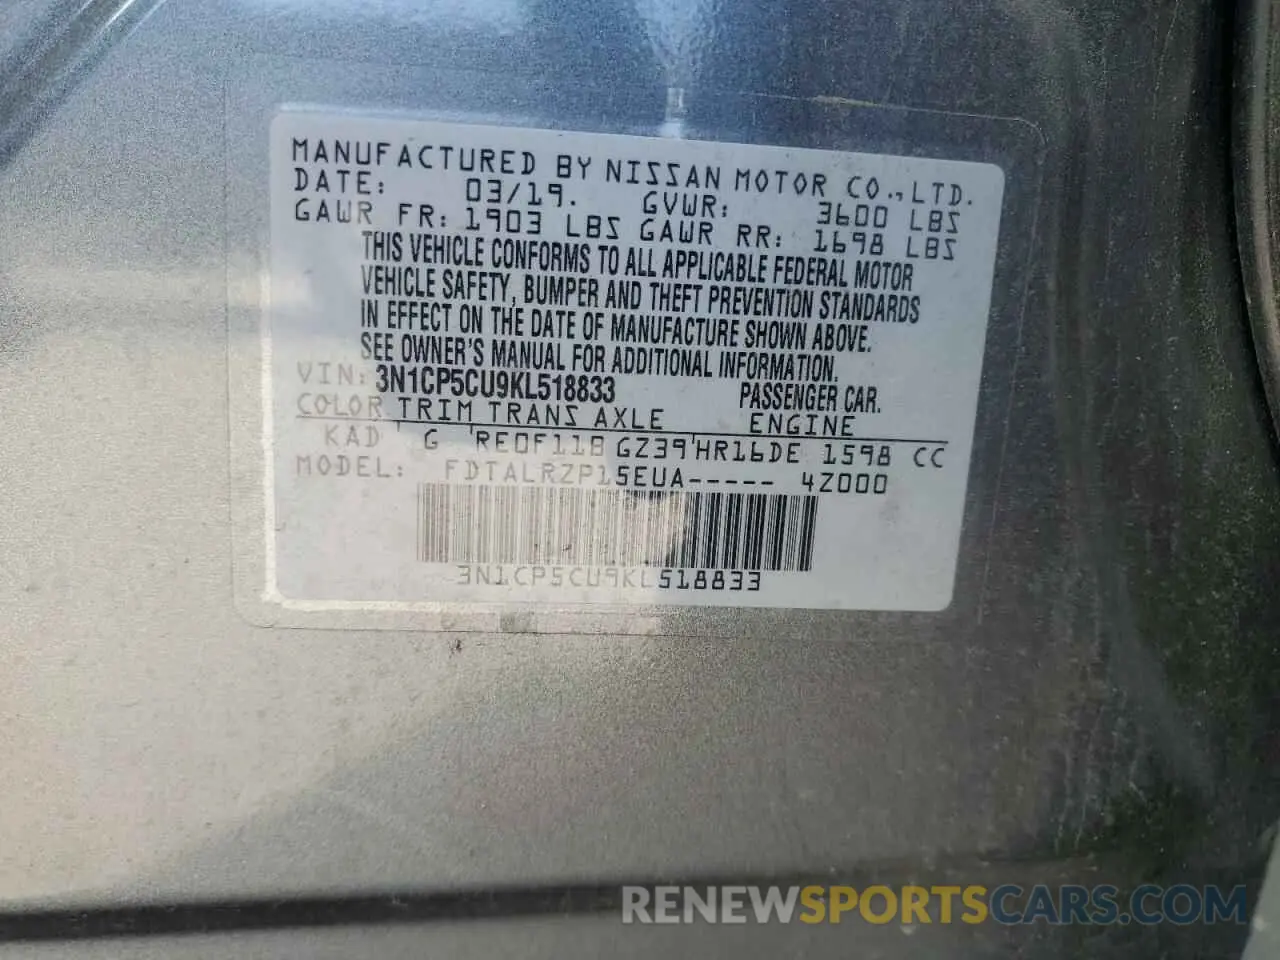 MANUFACTURED BY NISSAN MOTOR CO., LTD.
DATE: 03/19. GVWR: 3600 LBS
GAWR FR: 1903 LBS GAWR RR: 1698 LBS
THIS VEHICLE CONFORMS TO ALL APPLICABLE FEDERAL MOTOR
VEHICLE SAFETY, BUMPER AND THEFT PREVENTION STANDARDS
IN EFFECT ON THE DATE OF MANUFACTURE SHOWN ABOVE.
SEE OWNER'S MANUAL FOR ADDITIONAL INFORMATION.
VIN: 3N1CP5CU9KL518833 PASSENGER CAR.
COLOR TRIM TRANS AXLE ENGINE
KAD ' G 'RE0F11B GZ39'HR16DE 1598 CC
MODEL: FDTALRZP15EUA----- 4Z000
3N1CP5CU9KL518833
RENEWSPORTSCARS.COM